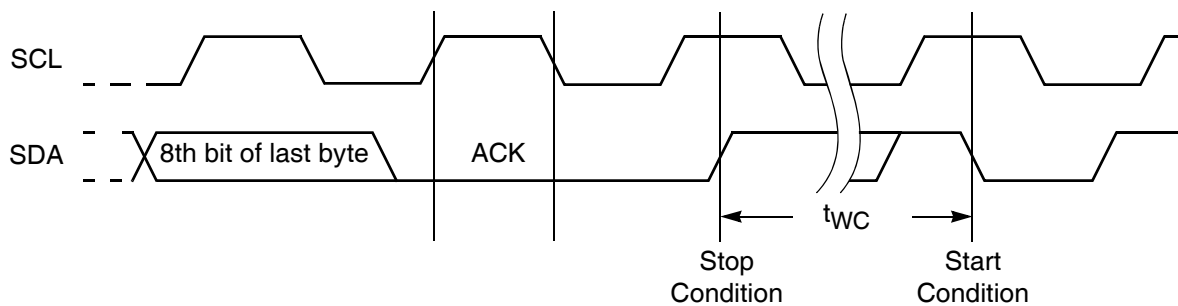 SCL
SDA
8th bit of last byte
ACK
tWC
Stop
Condition
Start
Condition